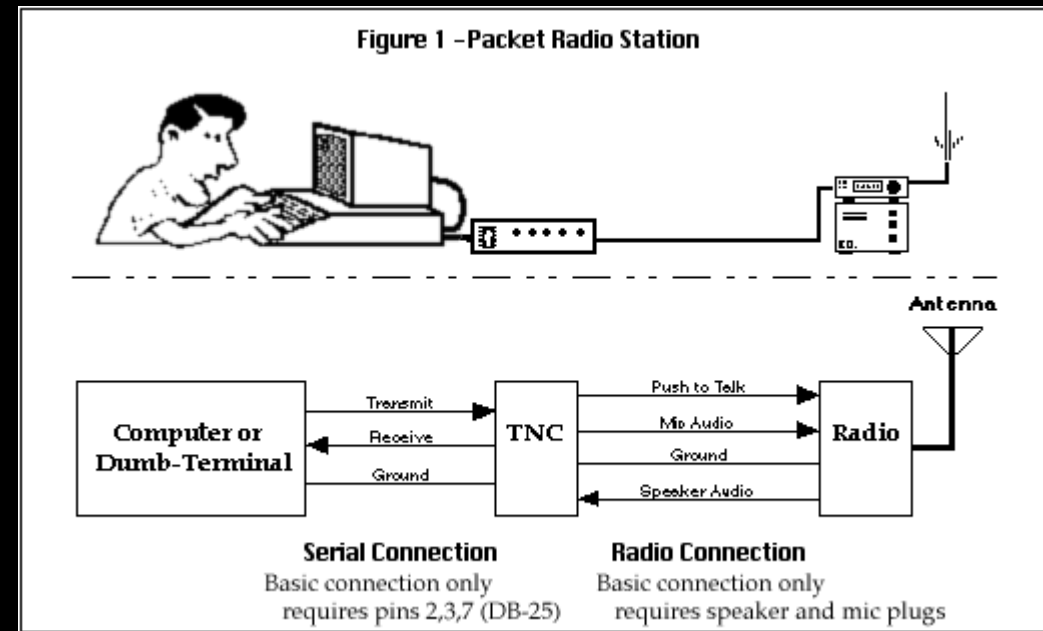 Figure 1 - Packet Radio Station
Antenna
Computer or
Dumb-Terminal
Transmit
Receive
Ground
TNC
Push to Talk
Mic Audio
Ground
Speaker Audio
Radio
Serial Connection
Basic connection only
requires pins 2,3,7 (DB-25)
Radio Connection
Basic connection only
requires speaker and mic plugs